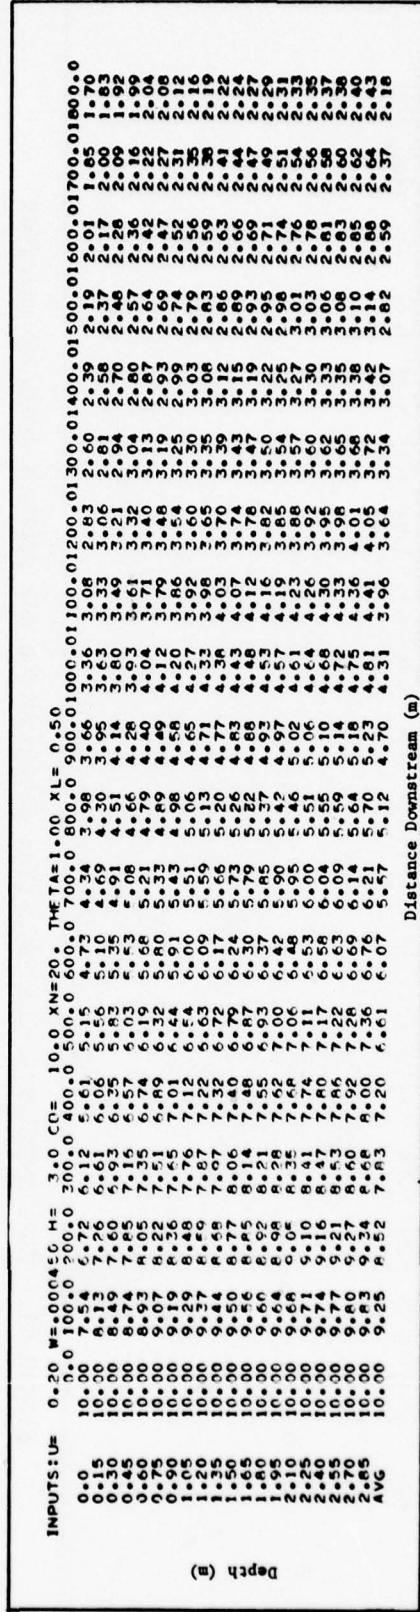 INPUTS:U= 0.20 W=.000450 H= 3.0 CO= 10.0 XN=20. THETA=1.00 XL= 0.50
0.0 100.0 200.0 300.0 400.0 500.0 600.0 700.0 800.0 900.01000.01100.01200.01300.01400.01500.01600.01700.01800.0
0.0 10.00 7.54 6.72 6.12 5.61 5.15 4.73 4.34 3.98 3.66 3.36 3.08 2.83 2.60 2.39 2.19 2.01 1.85 1.70
0.15 10.00 8.13 7.26 6.61 6.06 5.56 5.10 4.69 4.30 3.95 3.63 3.33 3.06 2.81 2.58 2.37 2.17 2.00 1.83
0.30 10.00 8.49 7.60 6.93 6.35 5.83 5.35 4.91 4.51 4.14 3.80 3.49 3.21 2.94 2.70 2.48 2.28 2.09 1.92
0.45 10.00 8.74 7.85 7.16 6.57 6.03 5.53 5.08 4.66 4.28 3.93 3.61 3.32 3.04 2.80 2.57 2.36 2.16 1.99
0.60 10.00 8.93 8.05 7.35 6.74 6.19 5.68 5.21 4.79 4.40 4.04 3.71 3.40 3.13 2.87 2.64 2.42 2.22 2.04
0.75 10.00 9.07 8.22 7.51 6.89 6.32 5.80 5.33 4.89 4.49 4.12 3.79 3.48 3.19 2.93 2.69 2.47 2.27 2.08
0.90 10.00 9.19 8.36 7.65 7.01 6.44 5.91 5.43 4.98 4.58 4.20 3.86 3.54 3.25 2.99 2.74 2.52 2.31 2.12
1.05 10.00 9.29 8.48 7.76 7.12 6.54 6.00 5.51 5.06 4.65 4.27 3.92 3.60 3.30 3.03 2.79 2.56 2.35 2.16
1.20 10.00 9.37 8.59 7.87 7.22 6.63 6.09 5.59 5.13 4.71 4.33 3.98 3.65 3.35 3.08 2.83 2.59 2.38 2.19
1.35 10.00 9.44 8.68 7.97 7.32 6.72 6.17 5.66 5.20 4.77 4.38 4.03 3.70 3.39 3.12 2.86 2.63 2.41 2.22
1.50 10.00 9.50 8.77 8.06 7.40 6.79 6.24 5.73 5.26 4.83 4.43 4.07 3.74 3.43 3.15 2.89 2.66 2.44 2.24
1.65 10.00 9.56 8.85 8.14 7.48 6.87 6.30 5.79 5.32 4.88 4.48 4.12 3.78 3.47 3.19 2.93 2.69 2.47 2.27
1.80 10.00 9.60 8.92 8.21 7.55 6.93 6.37 5.85 5.37 4.93 4.53 4.16 3.82 3.50 3.22 2.95 2.71 2.49 2.29
1.95 10.00 9.64 8.98 8.28 7.62 7.00 6.42 5.90 5.42 4.97 4.57 4.19 3.85 3.54 3.25 2.98 2.74 2.51 2.31
2.10 10.00 9.68 9.05 8.35 7.68 7.06 6.48 5.95 5.46 5.02 4.61 4.23 3.88 3.57 3.27 3.01 2.76 2.54 2.33
2.25 10.00 9.71 9.10 8.41 7.74 7.11 6.53 6.00 5.51 5.06 4.64 4.26 3.92 3.60 3.30 3.03 2.78 2.56 2.35
2.40 10.00 9.74 9.16 8.47 7.80 7.17 6.58 6.04 5.55 5.10 4.68 4.30 3.95 3.62 3.33 3.06 2.81 2.58 2.37
2.55 10.00 9.77 9.21 8.53 7.86 7.22 6.63 6.09 5.59 5.14 4.72 4.33 3.98 3.65 3.35 3.08 2.83 2.60 2.38
2.70 10.00 9.80 9.27 8.60 7.92 7.28 6.69 6.14 5.64 5.18 4.75 4.36 4.01 3.68 3.38 3.10 2.85 2.62 2.40
2.85 10.00 9.83 9.34 8.68 8.00 7.36 6.76 6.21 5.70 5.23 4.81 4.41 4.05 3.72 3.42 3.14 2.88 2.64 2.43
AVG 10.00 9.25 8.52 7.83 7.20 6.61 6.07 5.57 5.12 4.70 4.31 3.96 3.64 3.34 3.07 2.82 2.59 2.37 2.18
Depth (m)
Distance Downstream (m)